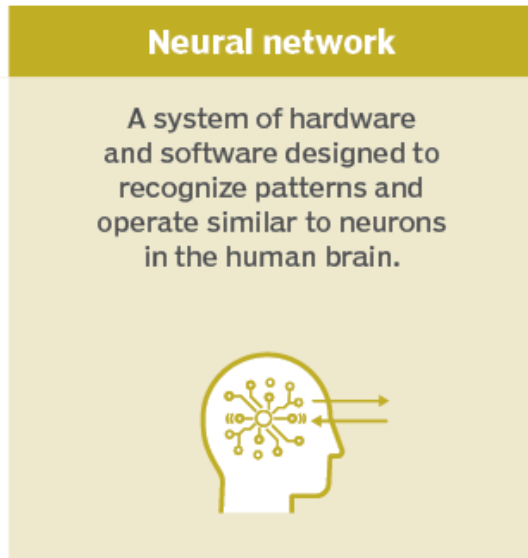 Neural network
A system of hardware
and software designed to
recognize patterns and
operate similar to neurons
in the human brain.